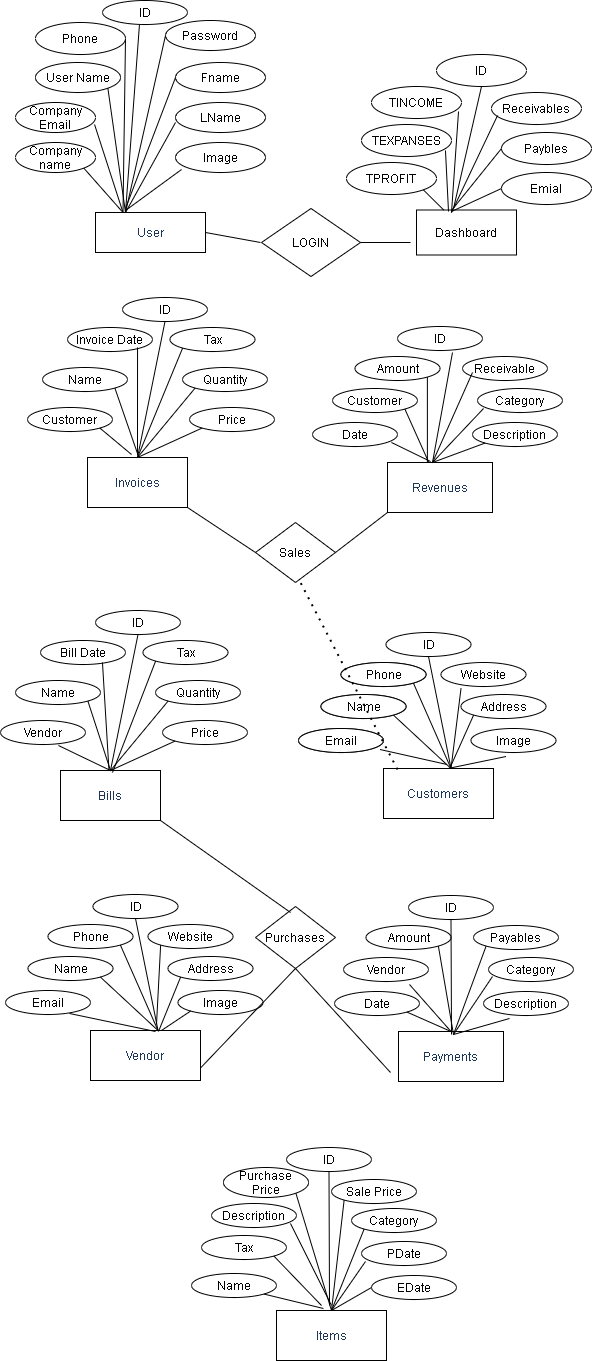 ID
Phone
Password
User Name
Fname
Company
Email
LName
Company
name
Image
User
LOGIN
ID
TINCOME
Receivables
TEXPANSES
Paybles
TPROFIT
Emial
Dashboard
ID
Invoice Date
Tax
Name
Quantity
Customer
Price
Invoices
ID
Amount
Receivable
Customer
Category
Date
Description
Revenues
Sales
ID
Bill Date
Tax
Name
Quantity
Vendor
Price
Bills
ID
Phone
Website
Name
Address
Email
Image
Customers
ID
Phone
Website
Name
Address
Email
Image
Vendor
Purchases
ID
Amount
Payables
Vendor
Category
Date
Description
Payments
ID
Purchase
Price
Sale Price
Description
Category
Tax
PDate
Name
EDate
Items